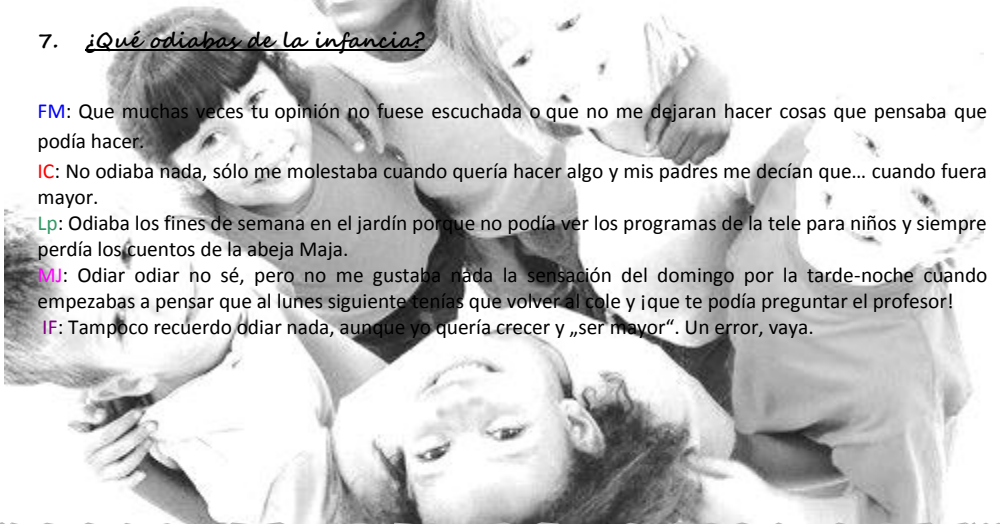 7. ¿Qué odiabas de la infancia?
FM: Que muchas veces tu opinión no fuese escuchada o que no me dejaran hacer cosas que pensaba que
podía hacer.
IC: No odiaba nada, sólo me molestaba cuando quería hacer algo y mis padres me decían que… cuando fuera
mayor.
Lp: Odiaba los fines de semana en el jardín porque no podía ver los programas de la tele para niños y siempre
perdía los cuentos de la abeja Maja.
MJ: Odiar odiar no sé, pero no me gustaba nada la sensación del domingo por la tarde-noche cuando
empezabas a pensar que al lunes siguiente tenías que volver al cole y ¡que te podía preguntar el profesor!
IF: Tampoco recuerdo odiar nada, aunque yo quería crecer y „ser mayor“. Un error, vaya.